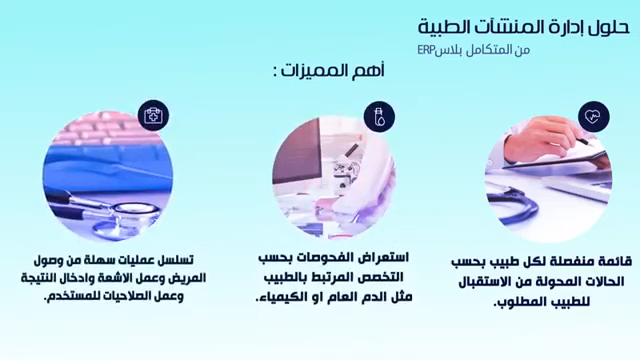 حلول إدارة المنشآت الطبية
من المتكامل بلاس ERP
أهم المميزات :
قائمة منفصلة لكل طبيب بحسب
الحالات المحولة من الاستقبال
للطبيب المطلوب.
استعراض الفحوصات بحسب
التخصص المرتبط بالطبيب
مثل الدم العام او الكيمياء.
تسلسل عمليات سهلة من وصول
المريض وعمل الاشعة وادخال النتيجة
وعمل الصلاحيات للمستخدم.